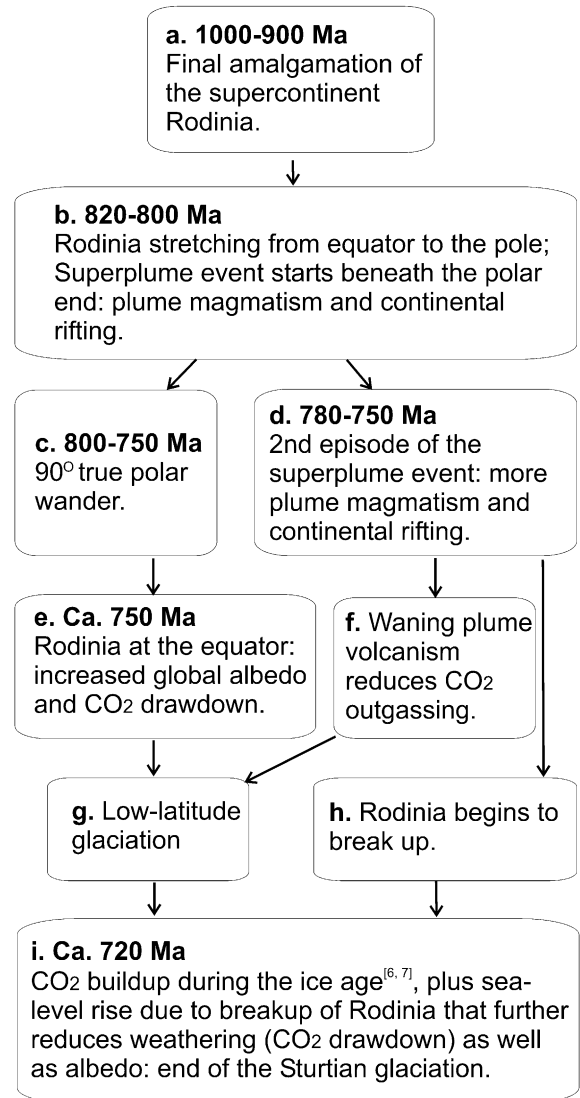 a. 1000-900 Ma
Final amalgamation of
the supercontinent
Rodinia.
b. 820-800 Ma
Rodinia stretching from equator to the pole;
Superplume event starts beneath the polar
end: plume magmatism and continental
rifting.
c. 800-750 Ma
90° true polar
wander.
d. 780-750 Ma
2nd episode of the
superplume event: more
plume magmatism and
continental rifting.
e. Ca. 750 Ma
Rodinia at the equator:
increased global albedo
and CO2 drawdown.
f. Waning plume
volcanism
reduces CO2
outgassing.
g. Low-latitude
glaciation
h. Rodinia begins to
break up.
i. Ca. 720 Ma
CO2 buildup during the ice age[6, 7], plus sea-
level rise due to breakup of Rodinia that further
reduces weathering (CO2 drawdown) as well
as albedo: end of the Sturtian glaciation.